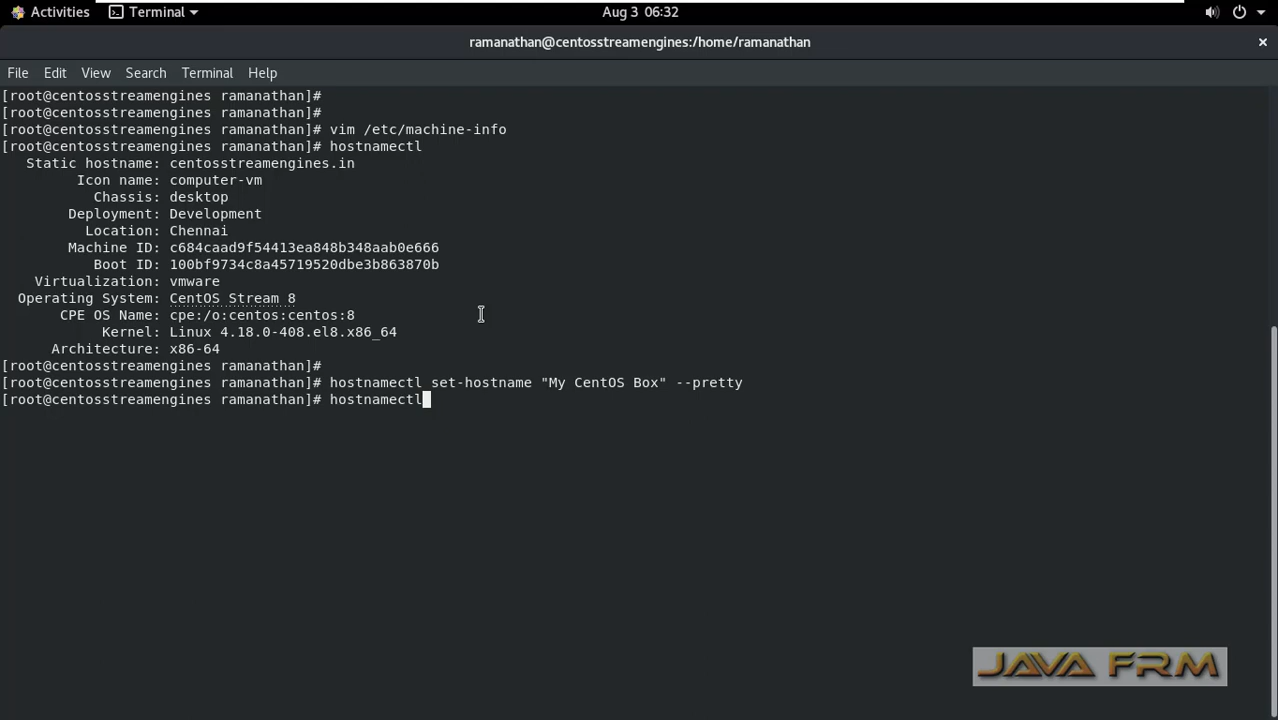 Activities Terminal Aug 3 06:32
ramanathan@centosstreamengines:/home/ramanathan ×
File Edit View Search Terminal Help
[root@centosstreamengines ramanathan]#
[root@centosstreamengines ramanathan]#
[root@centosstreamengines ramanathan]# vim /etc/machine-info
[root@centosstreamengines ramanathan]# hostnamectl
Static hostname: centosstreamengines.in
Icon name: computer-vm
Chassis: desktop
Deployment: Development
Location: Chennai
Machine ID: c684caad9f54413ea848b348aab0e666
Boot ID: 100bf9734c8a45719520dbe3b863870b
Virtualization: vmware
Operating System: CentOS Stream 8
CPE OS Name: cpe:/o:centos:centos:8
Kernel: Linux 4.18.0-408.el8.x86_64
Architecture: x86-64
[root@centosstreamengines ramanathan]#
[root@centosstreamengines ramanathan]# hostnamectl set-hostname "My CentOS Box" --pretty
[root@centosstreamengines ramanathan]# hostnamectl
JAVA FRM